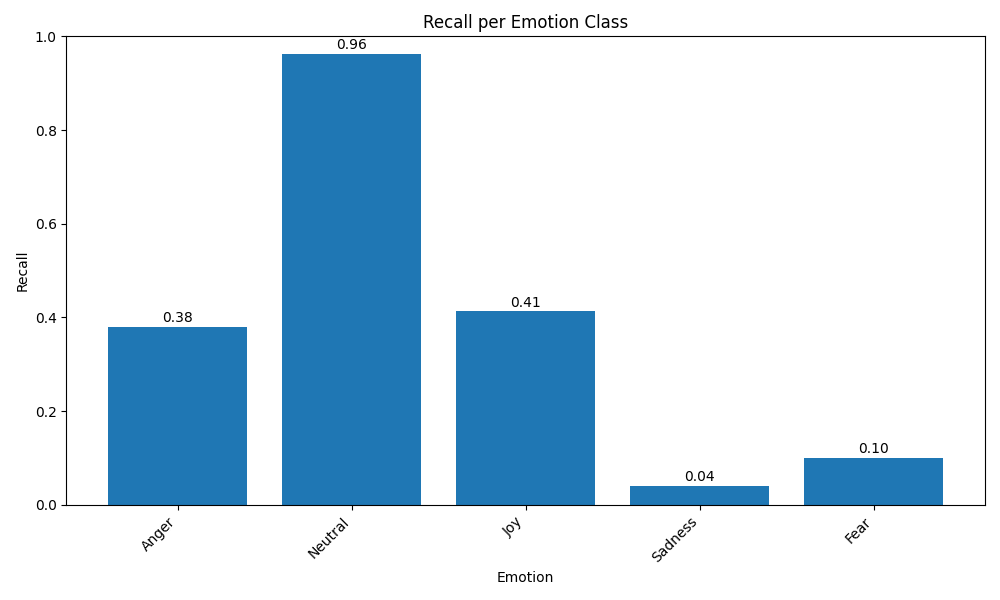 Recall per Emotion Class
1.0
0.8
0.6
0.4
0.2
0.0
Recall
0.38
0.96
0.41
0.04
0.10
Anger
Neutral
Joy
Sadness
Fear
Emotion